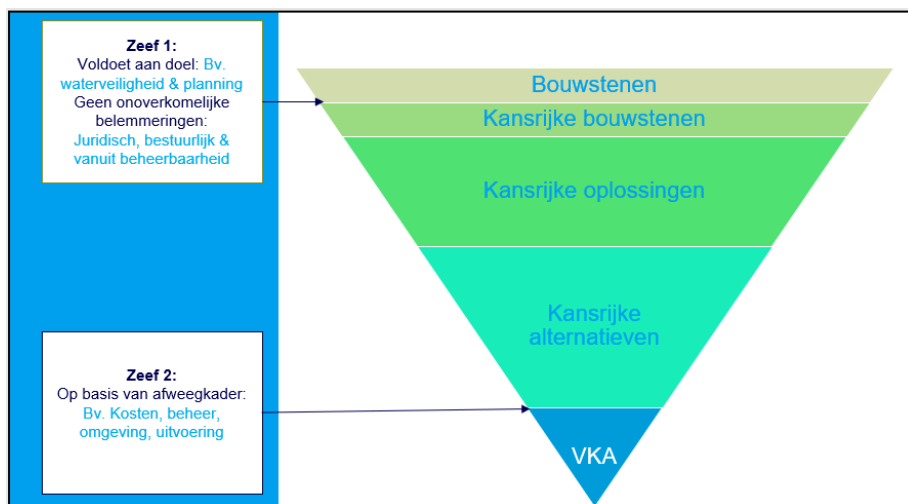 Zeef 1:
Voldoet aan doel: Bv.
waterveiligheid & planning
Geen onoverkomelijke
belemmeringen:
Juridisch, bestuurlijk &
vanuit beheerbaarheid
Bouwstenen
Kansrijke bouwstenen
Kansrijke oplossingen
Kansrijke
alternatieven
Zeef 2:
Op basis van afweegkader:
Bv. Kosten, beheer,
omgeving, uitvoering
VKA